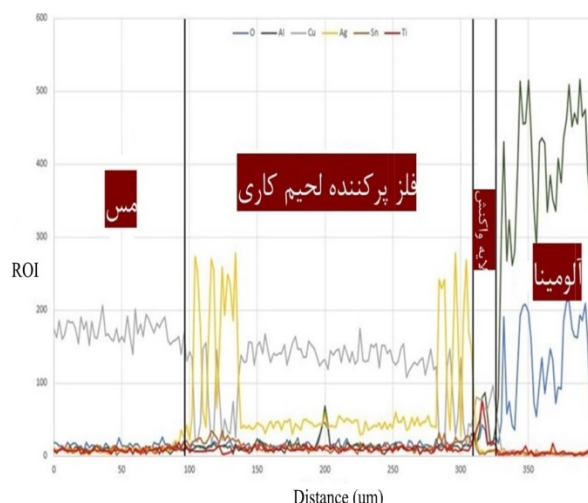 600
O Al Cu Ag Sn Ti
500
400
مس
فلز پرکننده لحیم کاری
لایه واکنش
آلومینا
300
ROI
200
100
0
0 50 100 150 200 250 300 350
Distance (um)